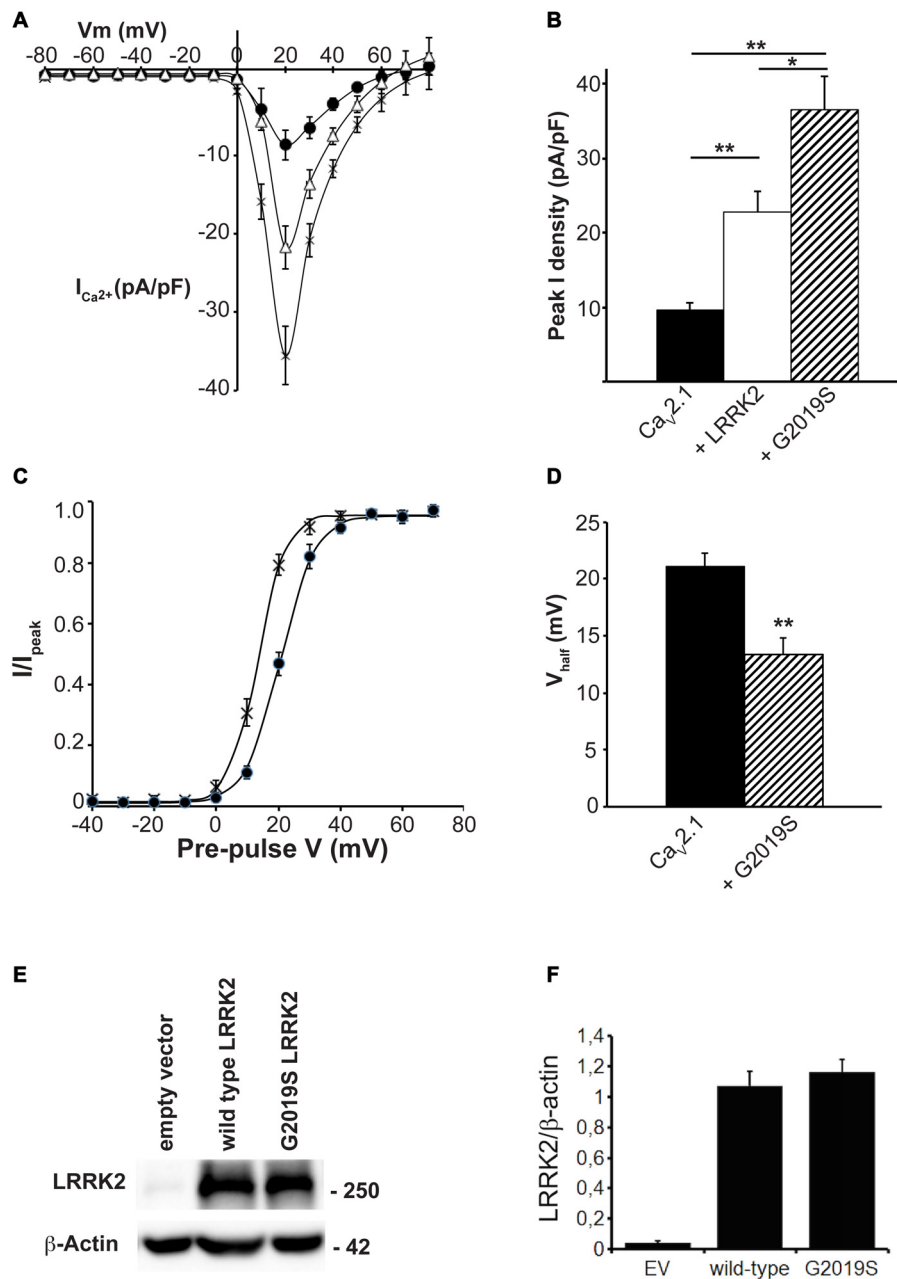 A
Vm (mV)
-80 -60 -40 -20 0 20 40 60
-10
-20
-30
-40
I Ca2+ (pA/pF)
B
** 
*
**
Peak I density (pA/pF)
40
30
20
10
CaV2.1
+ LRRK2
+ G2019S
C
I/Ipeak
1.0
0.8
0.6
0.4
0.2
0
-40 -20 0 20 40 60 80
Pre-pulse V (mV)
D
Vhalf (mV)
25
20
15
10
5
0
**
CaV2.1
+ G2019S
E
empty vector
wild type LRRK2
G2019S LRRK2
LRRK2
- 250
β-Actin
- 42
F
LRRK2/β-actin
1,4
1,2
1
0,8
0,6
0,4
0,2
0
EV wild-type G2019S